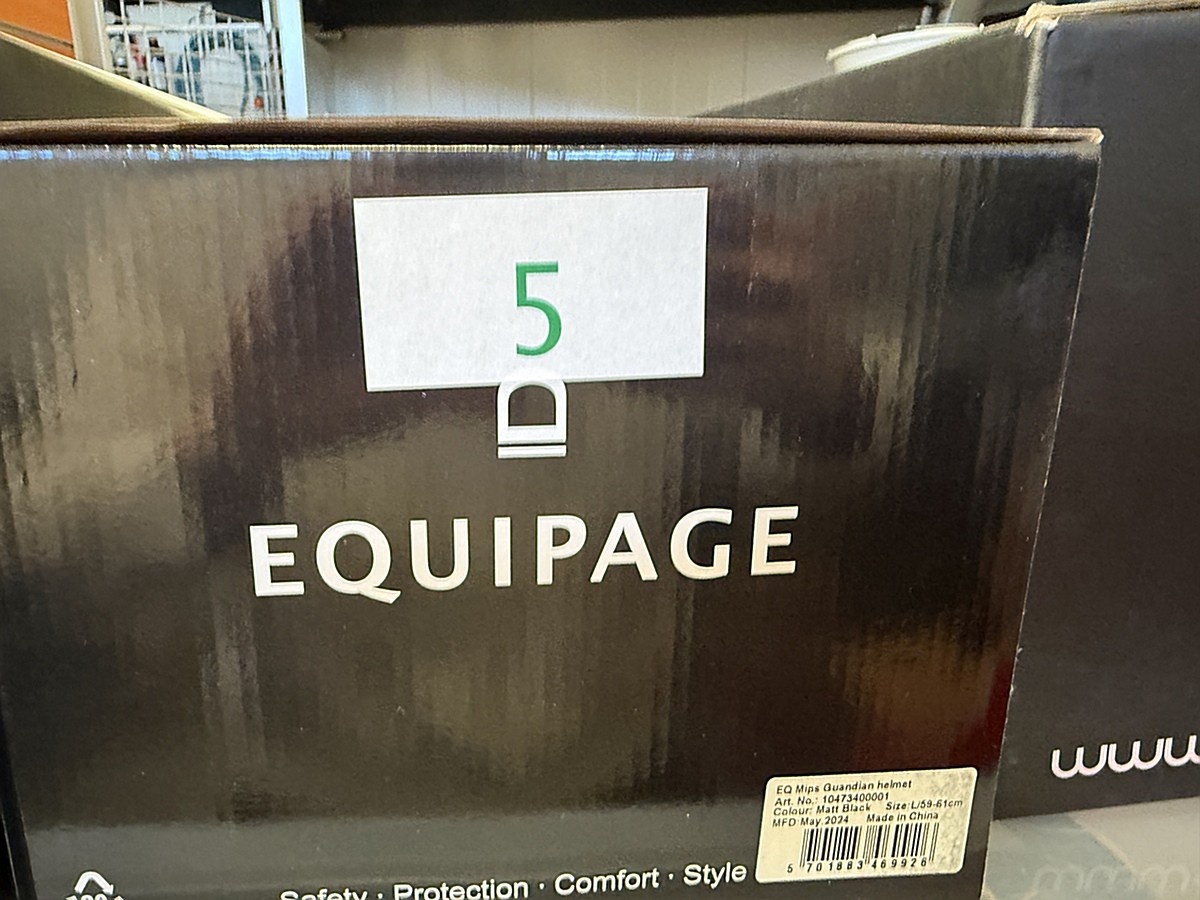 5
D
EQUIPAGE
EQ Mips Guandian helmet
Art. No.: 10473400001
Colour: Matt Black Size:L/59-61cm
MFD:May.2024 Made in China
5 701883 469926
Safety · Protection · Comfort · Style
www